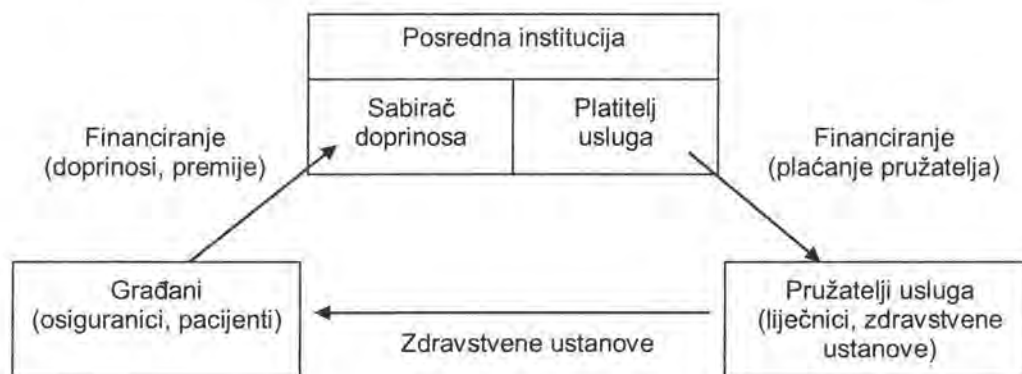 Posredna institucija
Sabirač
doprinosa
Platitelj
usluga
Financiranje
(doprinosi, premije)
Financiranje
(plaćanje pružatelja)
Građani
(osiguranici, pacijenti)
Zdravstvene ustanove
Pružatelji usluga
(liječnici, zdravstvene
ustanove)